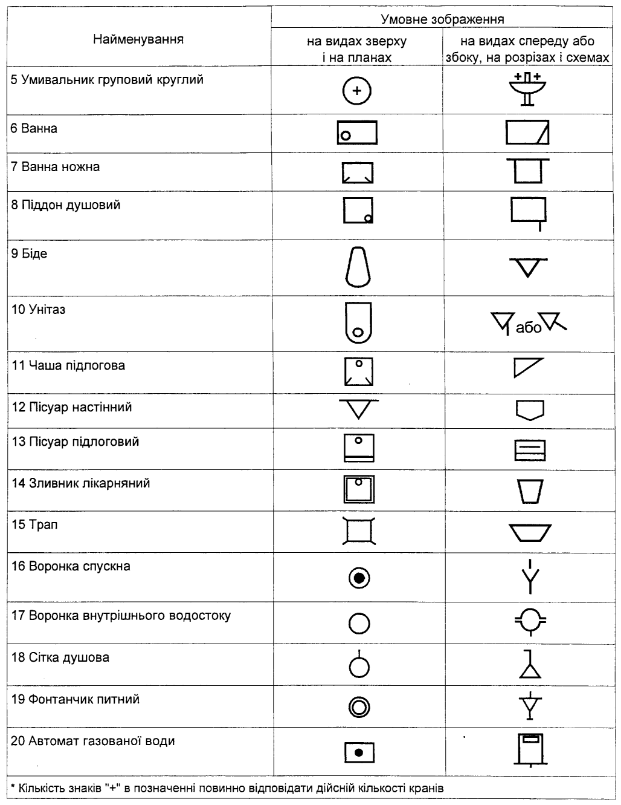 Найменування
Умовне зображення
на видах зверху
і на планах
на видах спереду або
збоку, на розрізах і схемах
5 Умивальник груповий круглий
6 Ванна
7 Ванна ножна
8 Піддон душовий
9 Біде
10 Унітаз
або
11 Чаша підлогова
12 Пісуар настінний
13 Пісуар підлоговий
14 Зливник лікарняний
15 Трап
16 Воронка спускна
17 Воронка внутрішнього водостоку
18 Сітка душова
19 Фонтанчик питний
20 Автомат газованої води
* Кількість знаків "+" в позначенні повинно відповідати дійсній кількості кранів